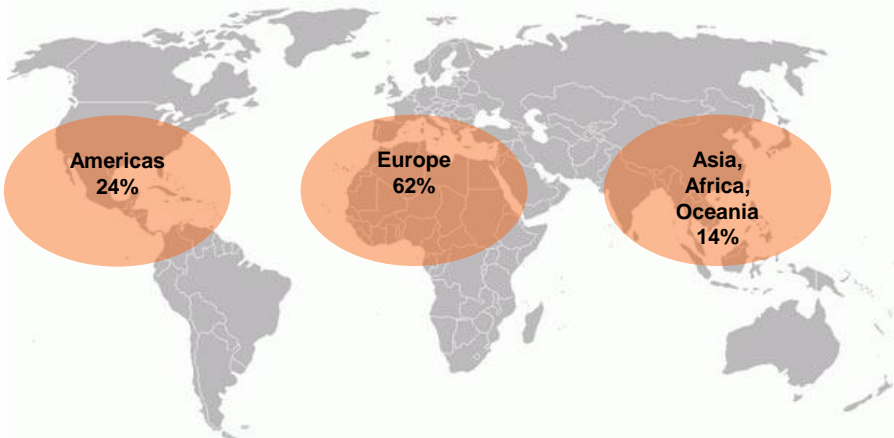 Americas
24%
Europe
62%
Asia,
Africa,
Oceania
14%